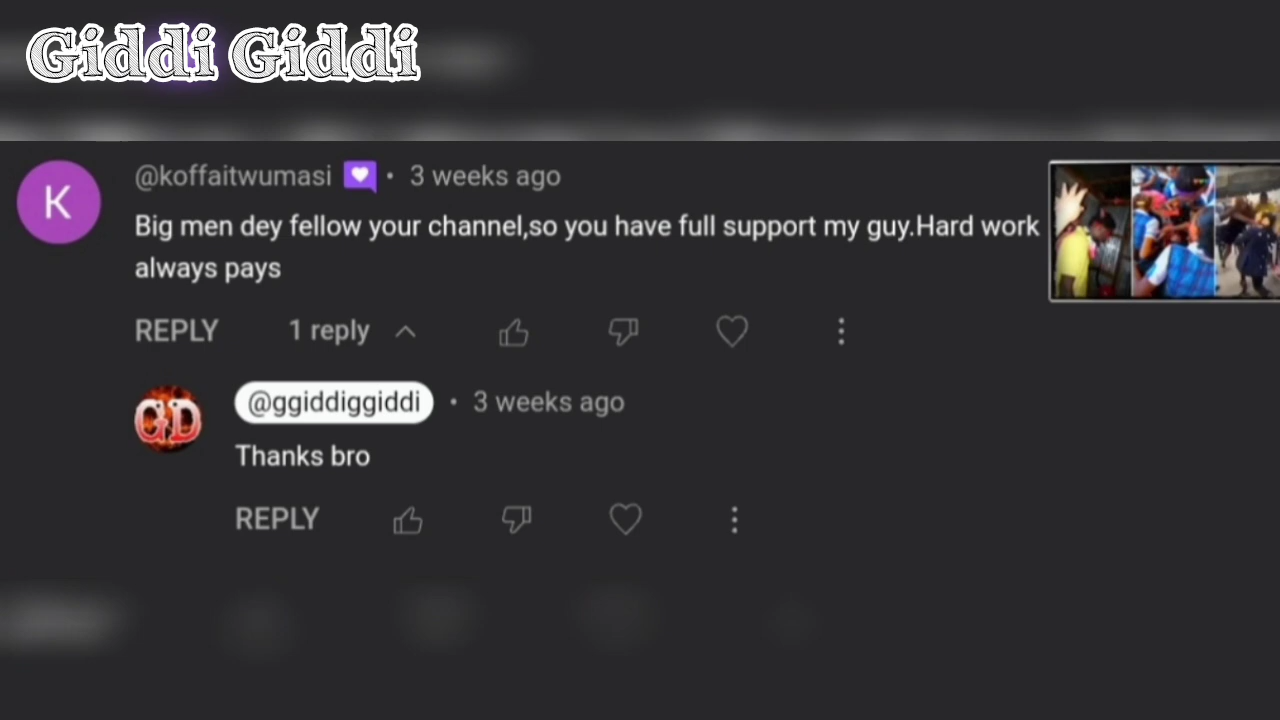 Giddi Giddi
K
@koffaitwumasi • 3 weeks ago
Big men dey fellow your channel,so you have full support my guy.Hard work
always pays
REPLY 1 reply
GD
@ggiddiggiddi • 3 weeks ago
Thanks bro
REPLY